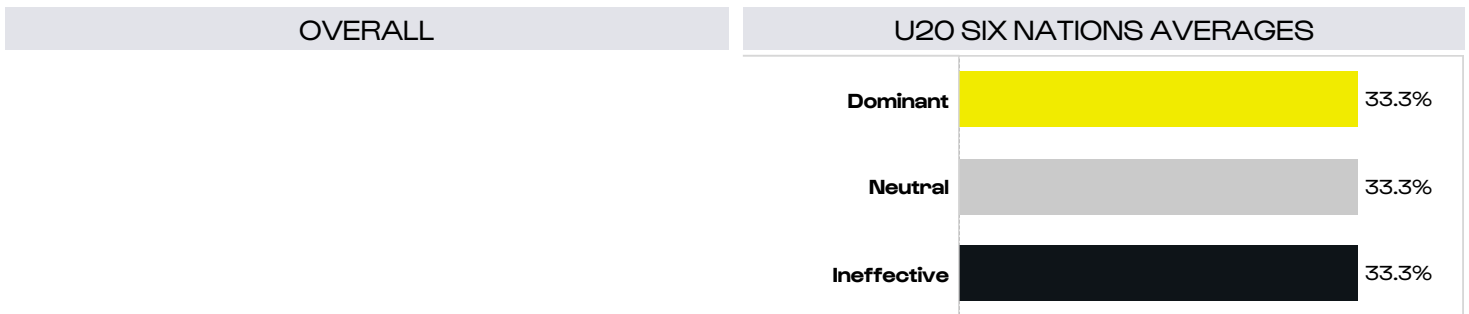 OVERALL
U20 SIX NATIONS AVERAGES
Dominant 33.3%
Neutral 33.3%
Ineffective 33.3%